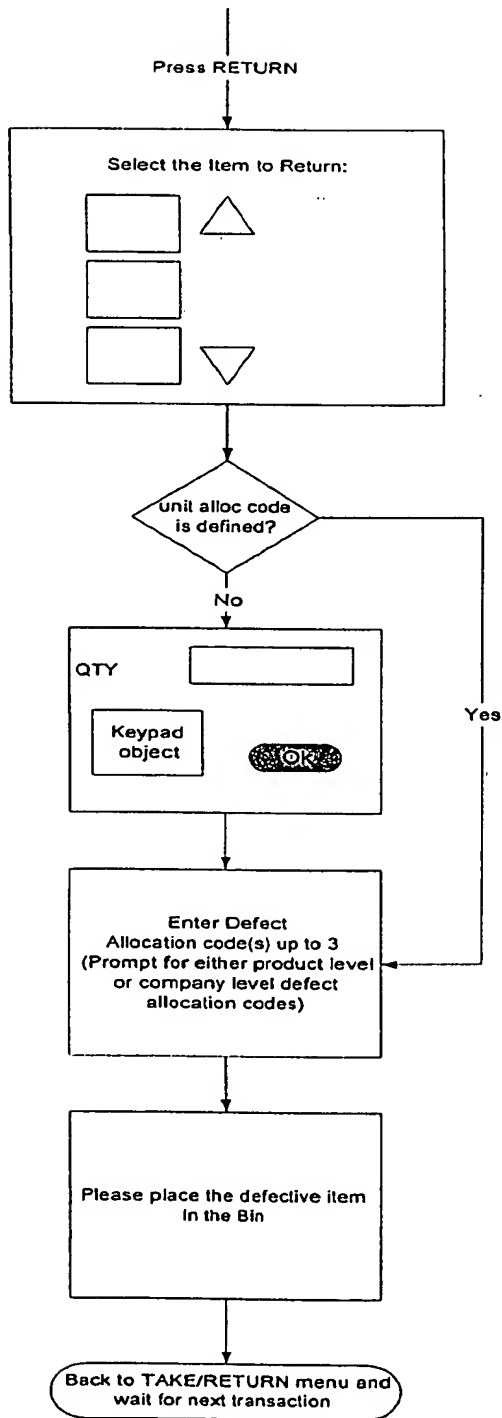 Press RETURN
Select the Item to Return:
unit alloc code
is defined?
No
QTY
Keypad
object
OK
Yes
Enter Defect
Allocation code(s) up to 3
(Prompt for either product level
or company level defect
allocation codes)
Please place the defective item
in the Bin
Back to TAKE/RETURN menu and
wait for next transaction